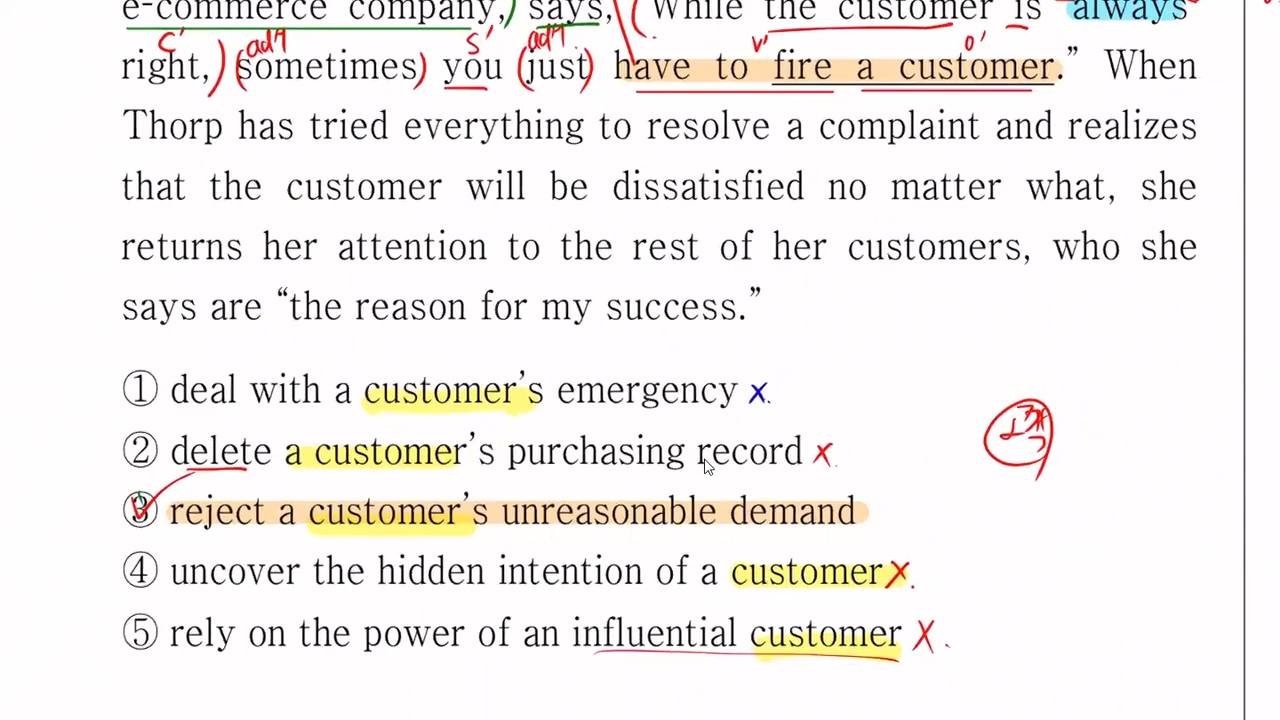 e-commerce company, says, “While the customer is always
c' adv s' adv v' o'
right, sometimes you just have to fire a customer.” When
Thorp has tried everything to resolve a complaint and realizes
that the customer will be dissatisfied no matter what, she
returns her attention to the rest of her customers, who she
says are “the reason for my success.”
① deal with a customer’s emergency X.
② delete a customer’s purchasing record X.
③ reject a customer’s unreasonable demand
④ uncover the hidden intention of a customer X.
⑤ rely on the power of an influential customer X.